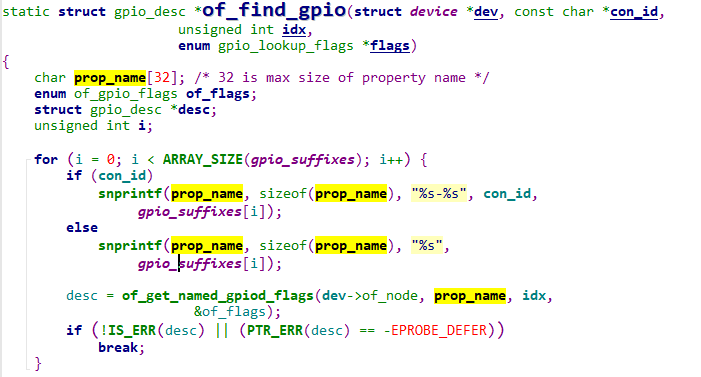 static struct gpio_desc *of_find_gpio(struct device *dev, const char *con_id,
unsigned int idx,
enum gpio_lookup_flags *flags)
{
char prop_name[32]; /* 32 is max size of property name */
enum of_gpio_flags of_flags;
struct gpio_desc *desc;
unsigned int i;
for (i = 0; i < ARRAY_SIZE(gpio_suffixes); i++) {
if (con_id)
snprintf(prop_name, sizeof(prop_name), "%s-%s", con_id,
gpio_suffixes[i]);
else
snprintf(prop_name, sizeof(prop_name), "%s",
gpio_suffixes[i]);
desc = of_get_named_gpiod_flags(dev->of_node, prop_name, idx,
&of_flags);
if (!IS_ERR(desc) || (PTR_ERR(desc) == -EPROBE_DEFER))
break;
}